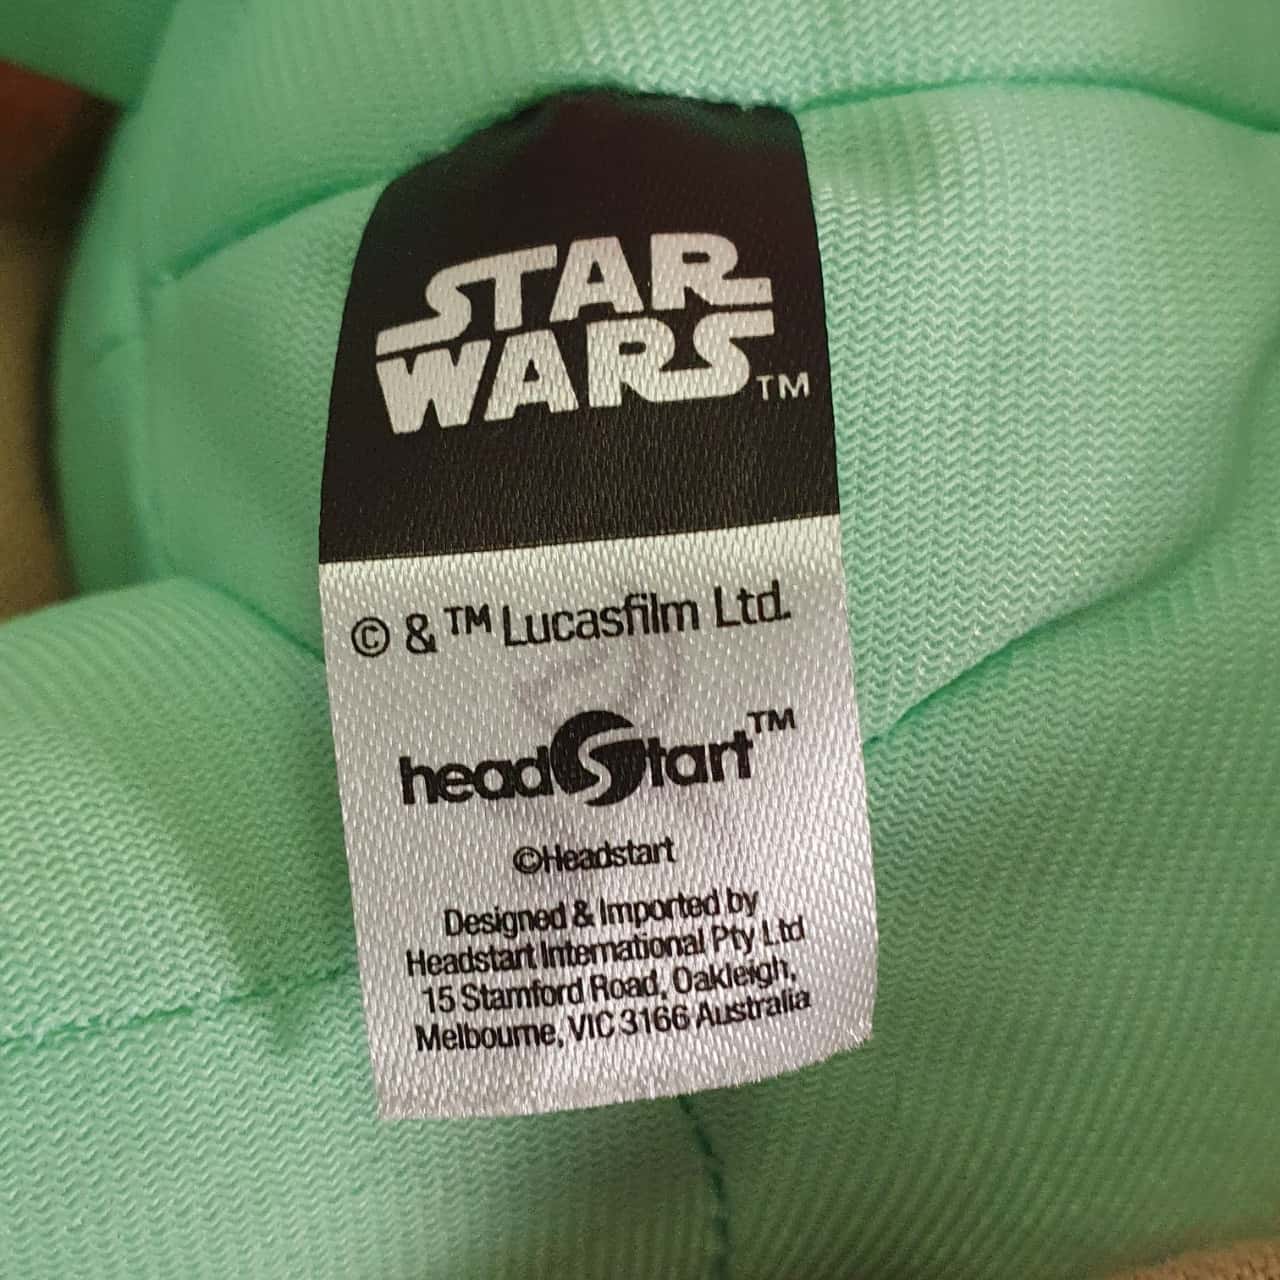 STAR
WARS™
© & ™ Lucasfilm Ltd.
headStart™
©Headstart
Designed & Imported by
Headstart International Pty Ltd
15 Stamford Road, Oakleigh,
Melbourne, VIC 3166 Australia